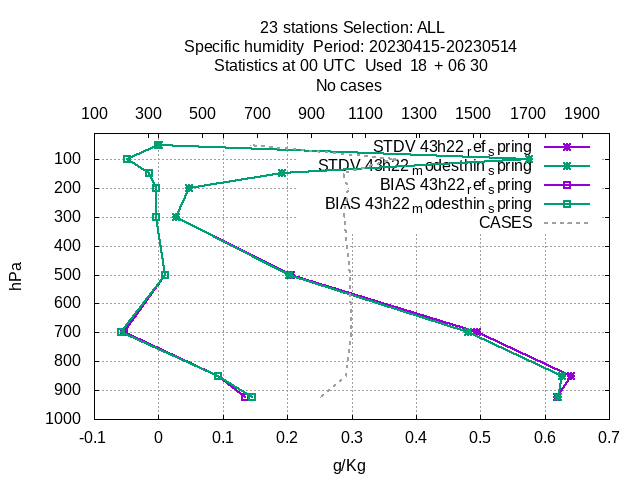 23 stations Selection: ALL
Specific humidity Period: 20230415-20230514
Statistics at 00 UTC Used 18 + 06 30
No cases
100 300 500 700 900 1100 1300 1500 1700 1900
STDV 43h22_ref_spring
STDV 43h22_modesthin_spring
BIAS 43h22_ref_spring
BIAS 43h22_modesthin_spring
CASES
100
200
300
400
500
600
700
800
900
1000
hPa
-0.1 0 0.1 0.2 0.3 0.4 0.5 0.6 0.7
g/Kg